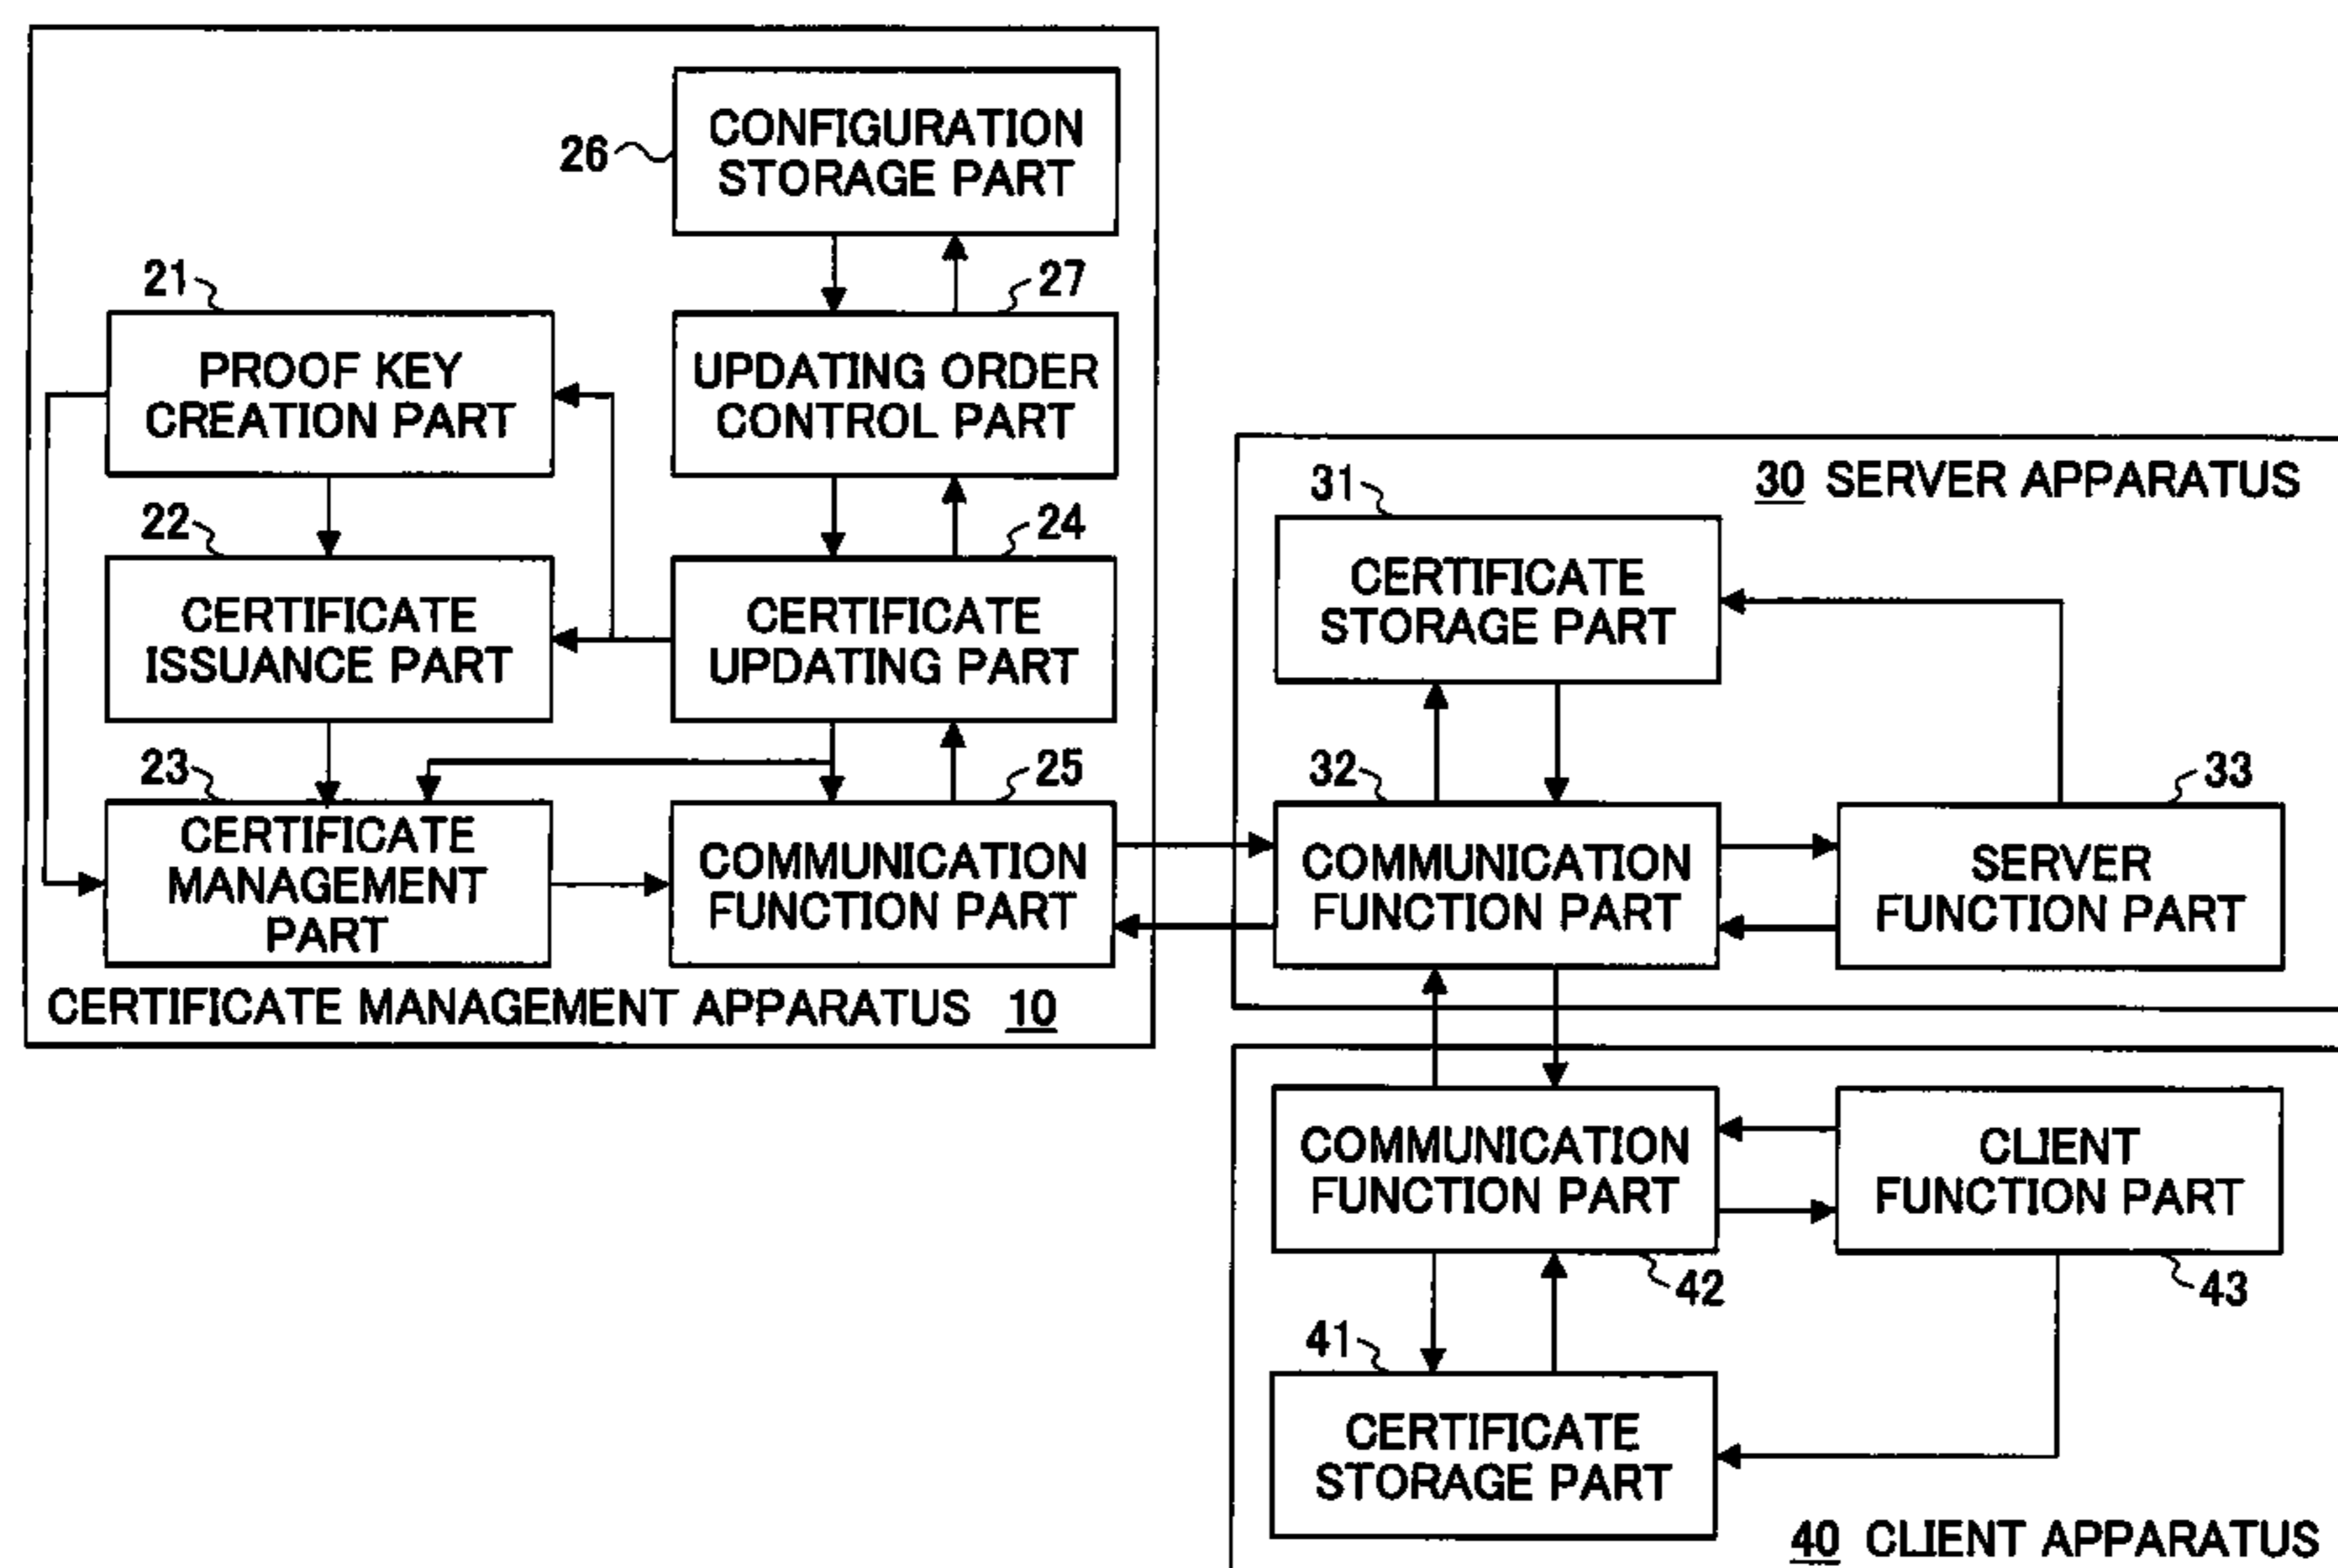 26
CONFIGURATION
STORAGE PART
21
PROOF KEY
CREATION PART
27
UPDATING ORDER
CONTROL PART
22
CERTIFICATE
ISSUANCE PART
24
CERTIFICATE
UPDATING PART
23
CERTIFICATE
MANAGEMENT
PART
25
COMMUNICATION
FUNCTION PART
CERTIFICATE MANAGEMENT APPARATUS 10
30 SERVER APPARATUS
31
CERTIFICATE
STORAGE PART
32
COMMUNICATION
FUNCTION PART
33
SERVER
FUNCTION PART
COMMUNICATION
FUNCTION PART
42
CLIENT
FUNCTION PART
43
41
CERTIFICATE
STORAGE PART
40 CLIENT APPARATUS